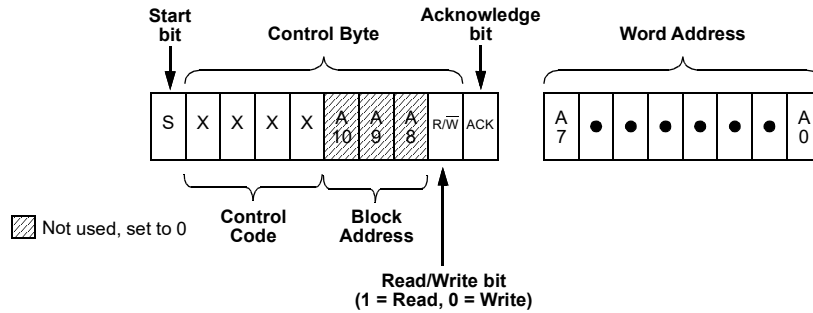 Start
bit
Control Byte
Acknowledge
bit
Word Address
S X X X X A
10 A
9 A
8 R/W̅ ACK
A
7 ● ● ● ● ● ● A
0
Control
Code
Block
Address
Not used, set to 0
Read/Write bit
(1 = Read, 0 = Write)